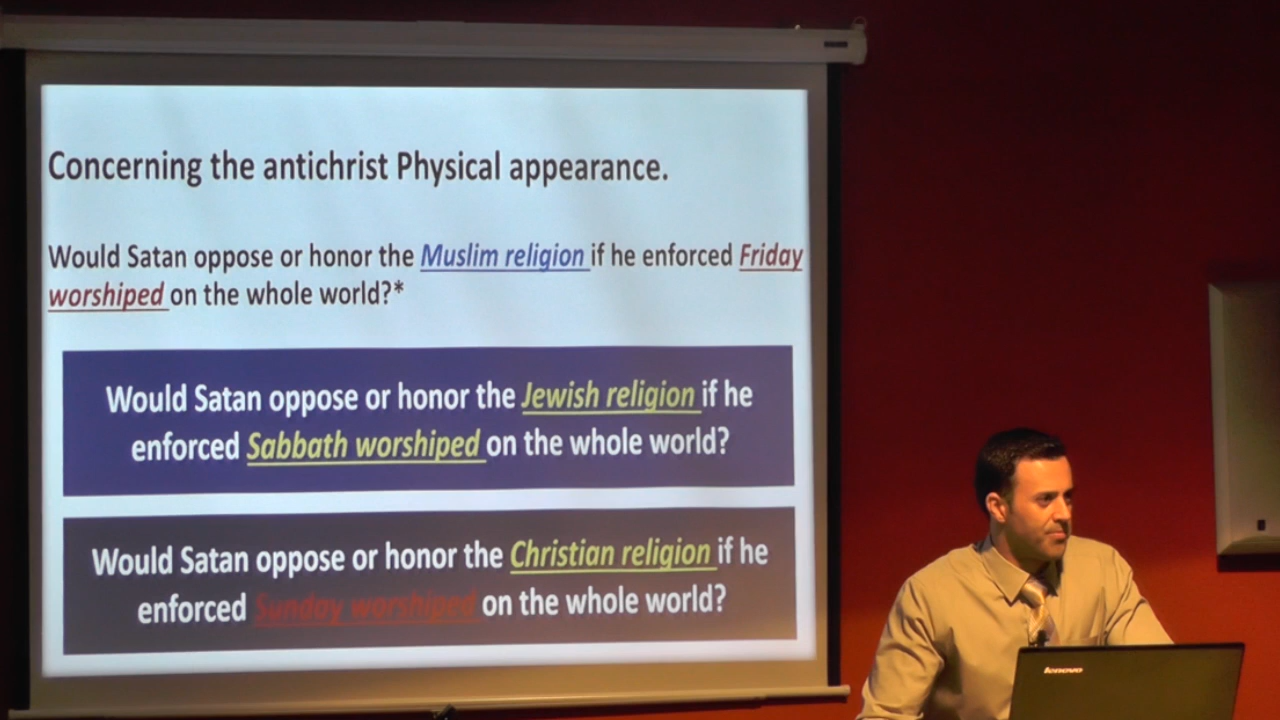 Concerning the antichrist Physical appearance.
Would Satan oppose or honor the Muslim religion if he enforced Friday
worshiped on the whole world?*
Would Satan oppose or honor the Jewish religion if he
enforced Sabbath worshiped on the whole world?
Would Satan oppose or honor the Christian religion if he
enforced Sunday worshiped on the whole world?
lenovo